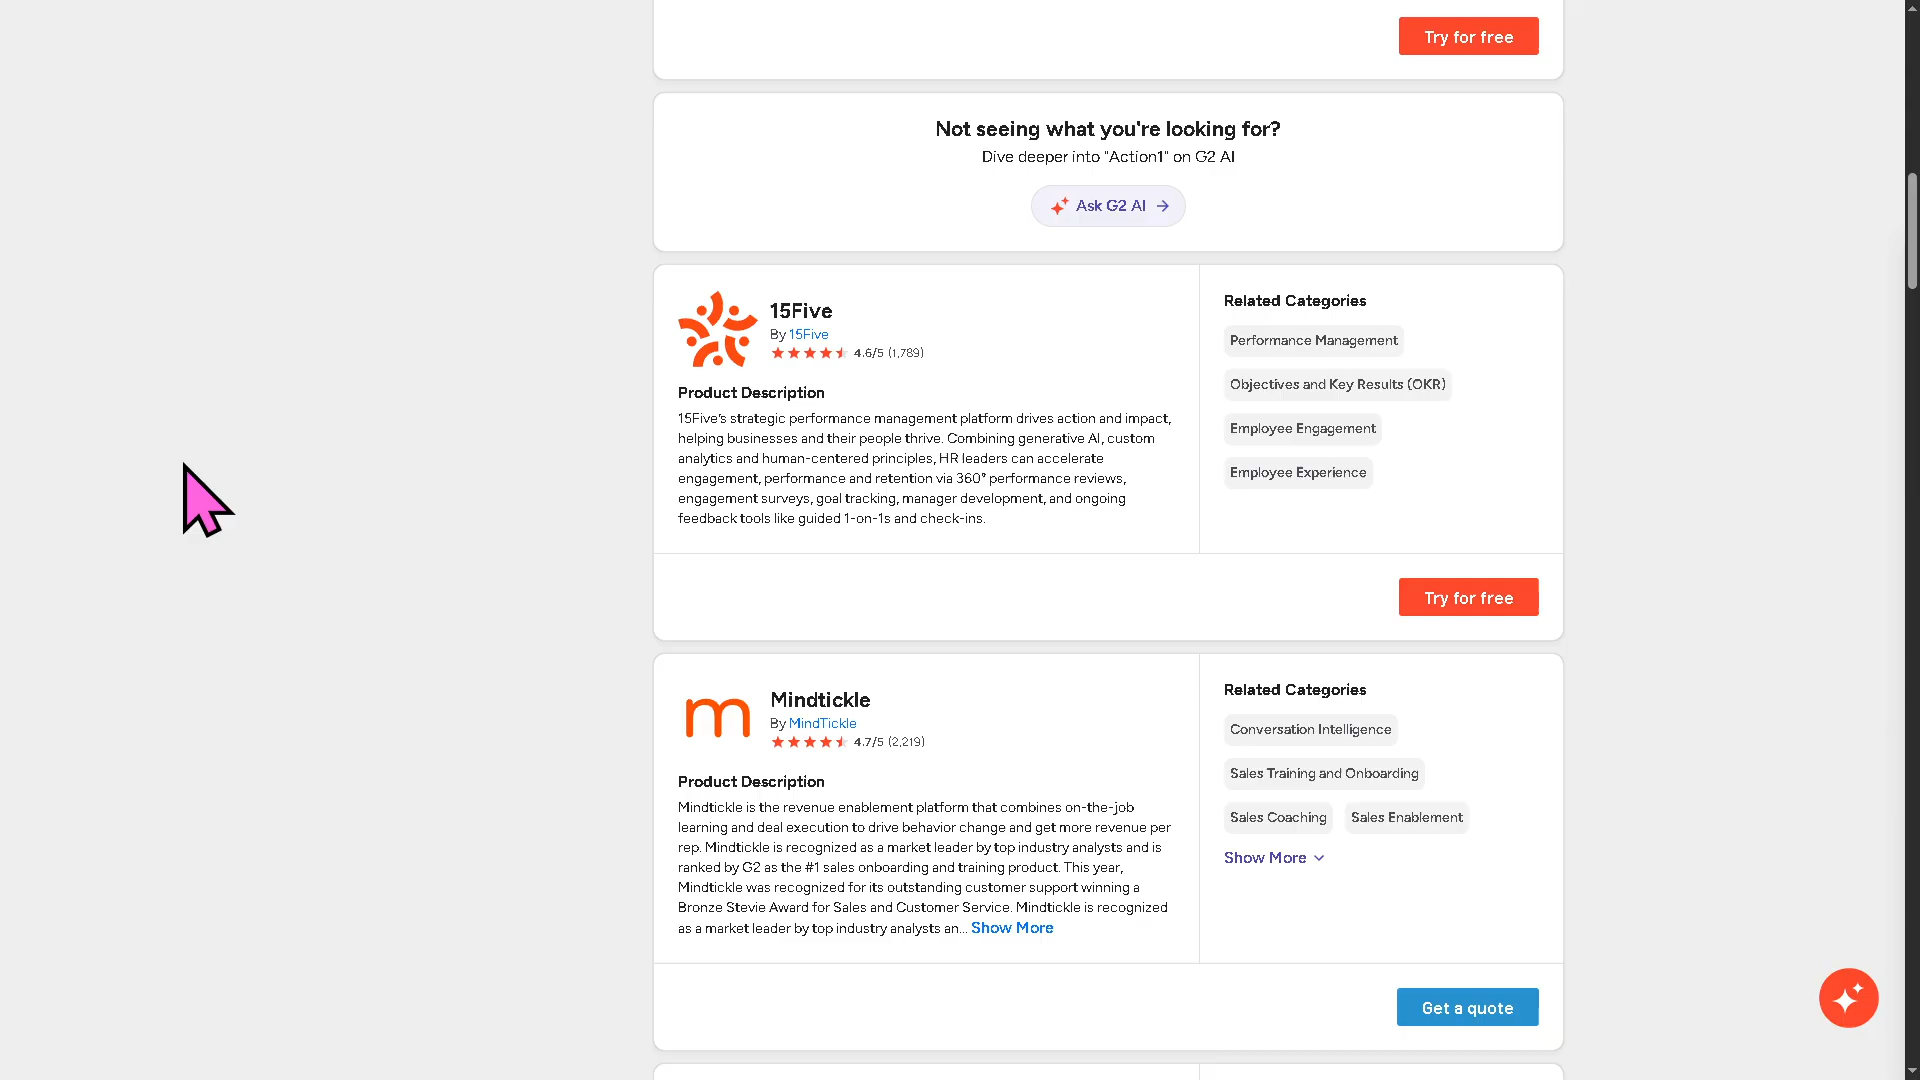 Try for free
Not seeing what you're looking for?
Dive deeper into "Action1" on G2 AI
Ask G2 AI
15Five
By 15Five
4.6/5 (1,789)
Product Description
15Five's strategic performance management platform drives action and impact,
helping businesses and their people thrive. Combining generative AI, custom
analytics and human-centered principles, HR leaders can accelerate
engagement, performance and retention via 360° performance reviews,
engagement surveys, goal tracking, manager development, and ongoing
feedback tools like guided 1-on-1s and check-ins.
Related Categories
Performance Management
Objectives and Key Results (OKR)
Employee Engagement
Employee Experience
Try for free
m
Mindtickle
By MindTickle
4.7/5 (2,219)
Product Description
Mindtickle is the revenue enablement platform that combines on-the-job
learning and deal execution to drive behavior change and get more revenue per
rep. Mindtickle is recognized as a market leader by top industry analysts and is
ranked by G2 as the #1 sales onboarding and training product. This year,
Mindtickle was recognized for its outstanding customer support winning a
Bronze Stevie Award for Sales and Customer Service. Mindtickle is recognized
as a market leader by top industry analysts an... Show More
Related Categories
Conversation Intelligence
Sales Training and Onboarding
Sales Coaching Sales Enablement
Show More
Get a quote